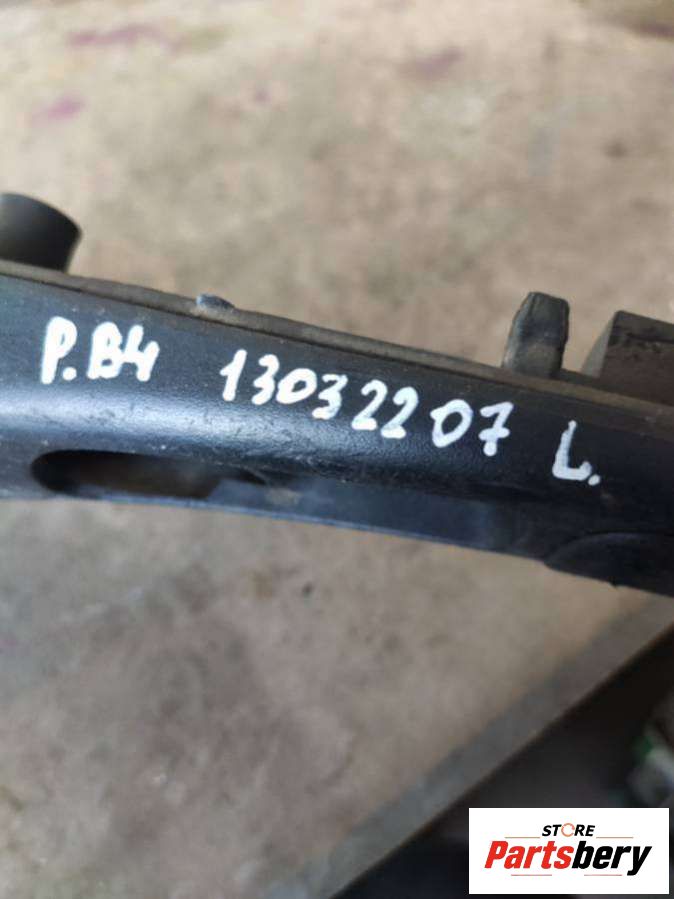 P.B4 13032207 L.
STORE
Partsbery